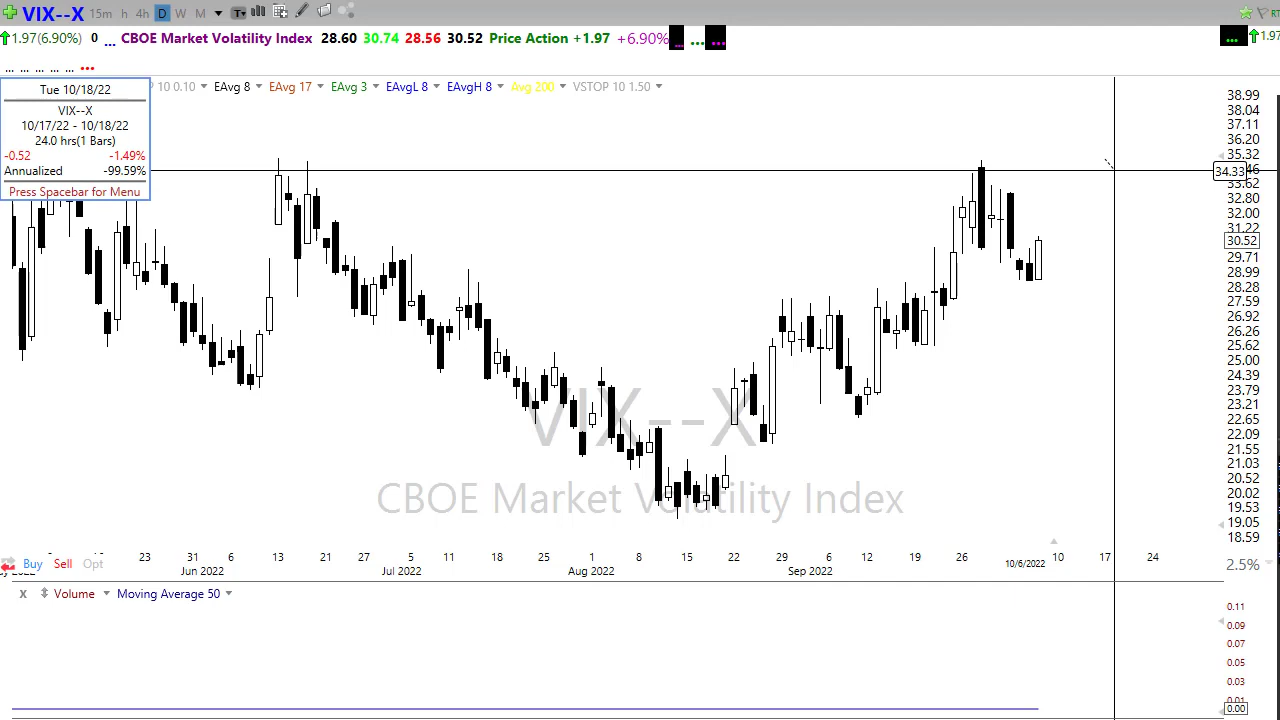 VIX--X 15m h 4h D W M T RT
1.97(6.90%) 0 ... CBOE Market Volatility Index 28.60 30.74 28.56 30.52 Price Action +1.97 +6.90% ... ... ... ... 1.97
... ... ... ... ... ...
Tue 10/18/22
VIX--X
10/17/22 - 10/18/22
24.0 hrs(1 Bars)
-0.52 -1.49%
Annualized -99.59%
Press Spacebar for Menu
P 10 0.10 EAvg 8 EAvg 17 EAvg 3 EAvgL 8 EAvgH 8 Avg 200 VSTOP 10 1.50
38.99
38.04
37.11
36.20
35.32
34.33 46
33.62
32.80
32.00
31.22
30.52
29.71
28.99
28.28
27.59
26.92
26.26
25.62
25.00
24.39
23.79
23.21
22.65
22.09
21.55
21.03
20.52
20.02
19.53
19.05
18.59
VIX--X
CBOE Market Volatility Index
23 31 6 13 21 27 5 11 18 25 1 8 15 22 29 6 12 19 26 10 17 24
Jun 2022 Jul 2022 Aug 2022 Sep 2022 10/6/2022
Buy Sell Opt 2.5%
x Volume Moving Average 50
0.11
0.09
0.07
0.05
0.03
0.01
0.00